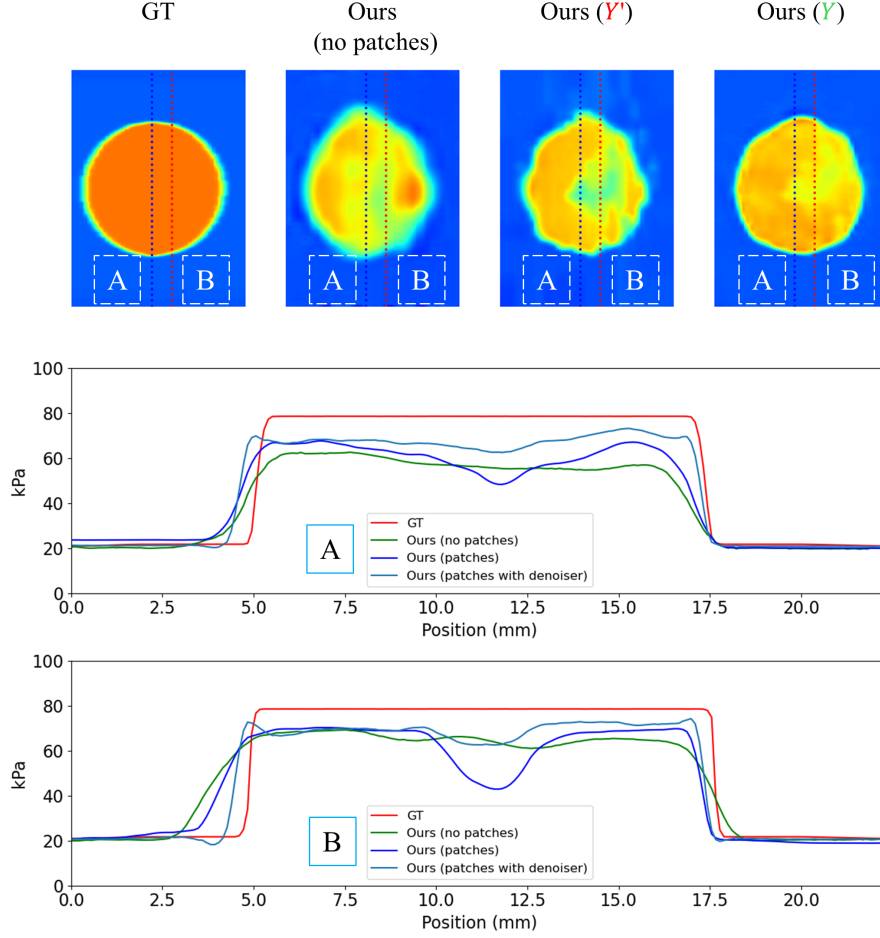 GT
Ours
(no patches)
Ours (Y')
Ours (Y)
A
B
A
B
A
B
A
B
100
80
60
40
20
0
kPa
A
GT
Ours (no patches)
Ours (patches)
Ours (patches with denoiser)
0.0 2.5 5.0 7.5 10.0 12.5 15.0 17.5 20.0
Position (mm)
100
80
60
40
20
0
kPa
B
GT
Ours (no patches)
Ours (patches)
Ours (patches with denoiser)
0.0 2.5 5.0 7.5 10.0 12.5 15.0 17.5 20.0
Position (mm)